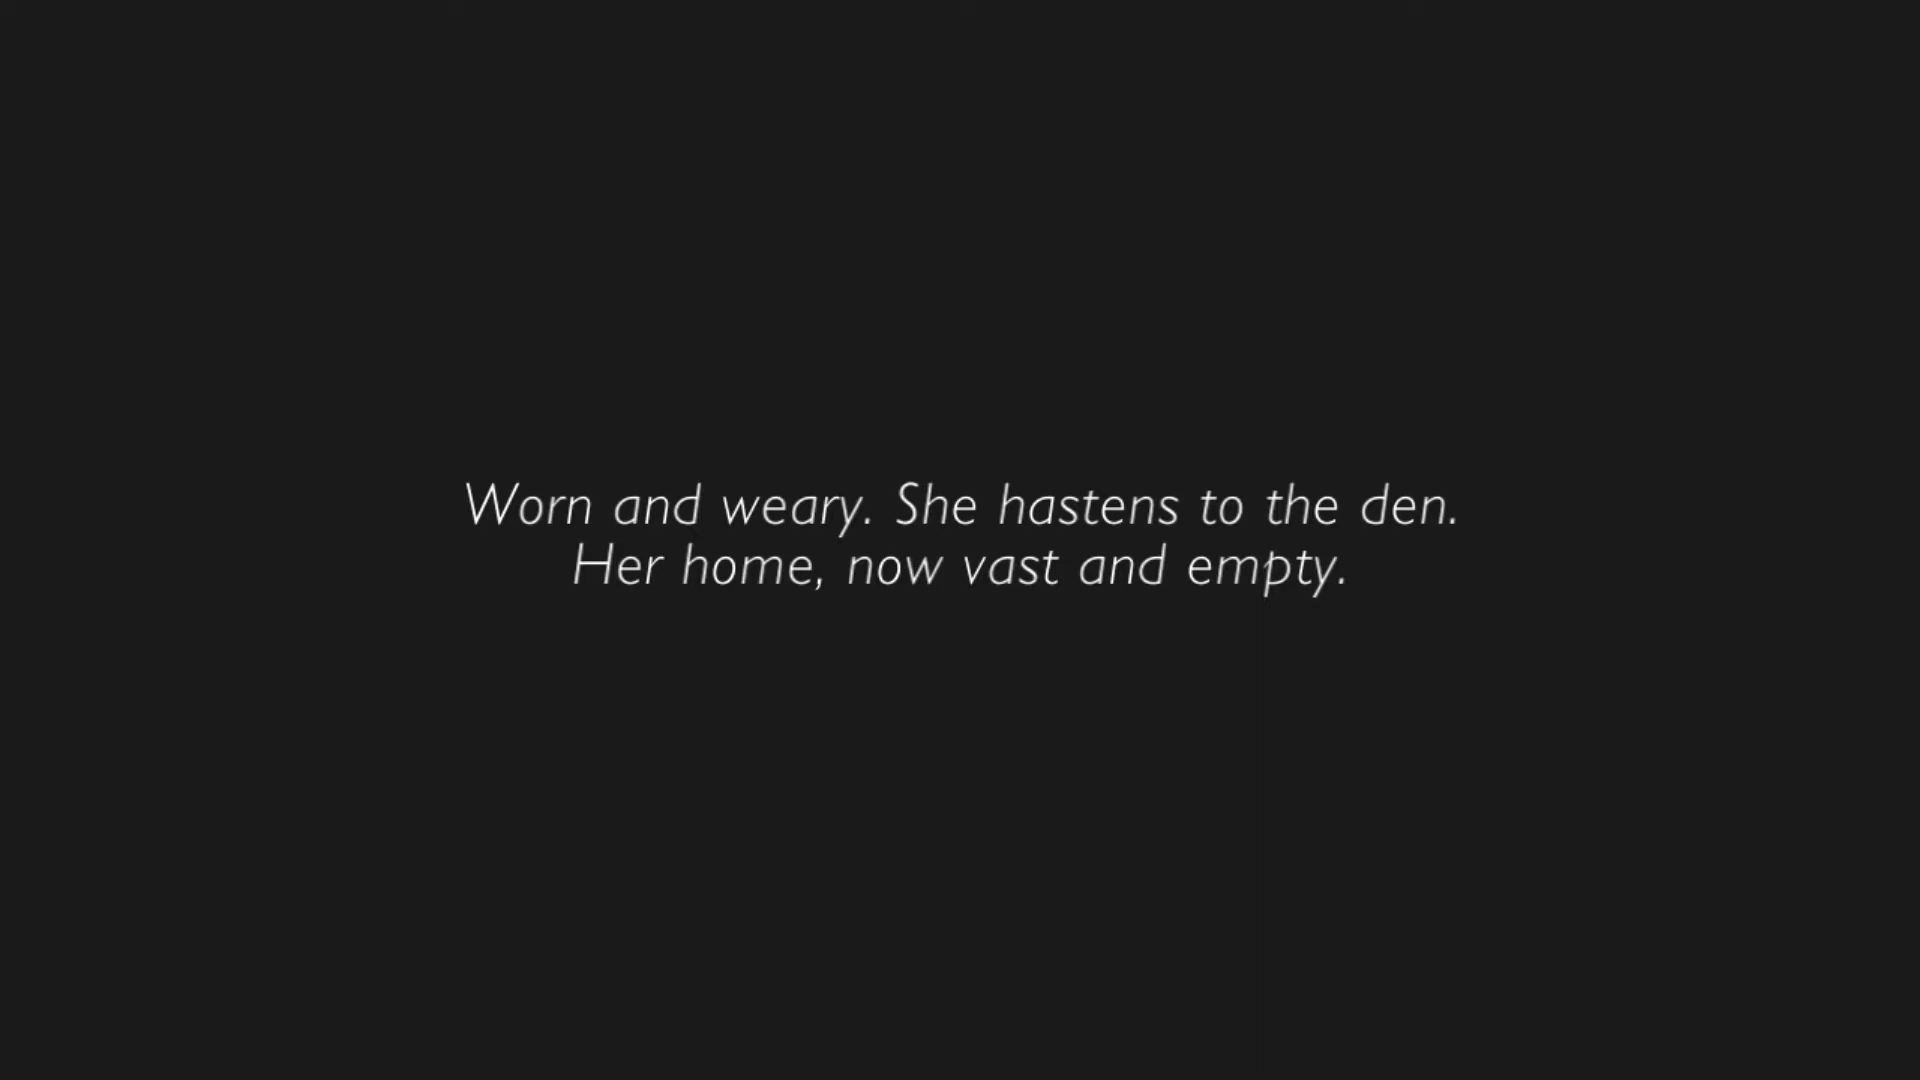 Worn and weary. She hastens to the den.
Her home, now vast and empty.